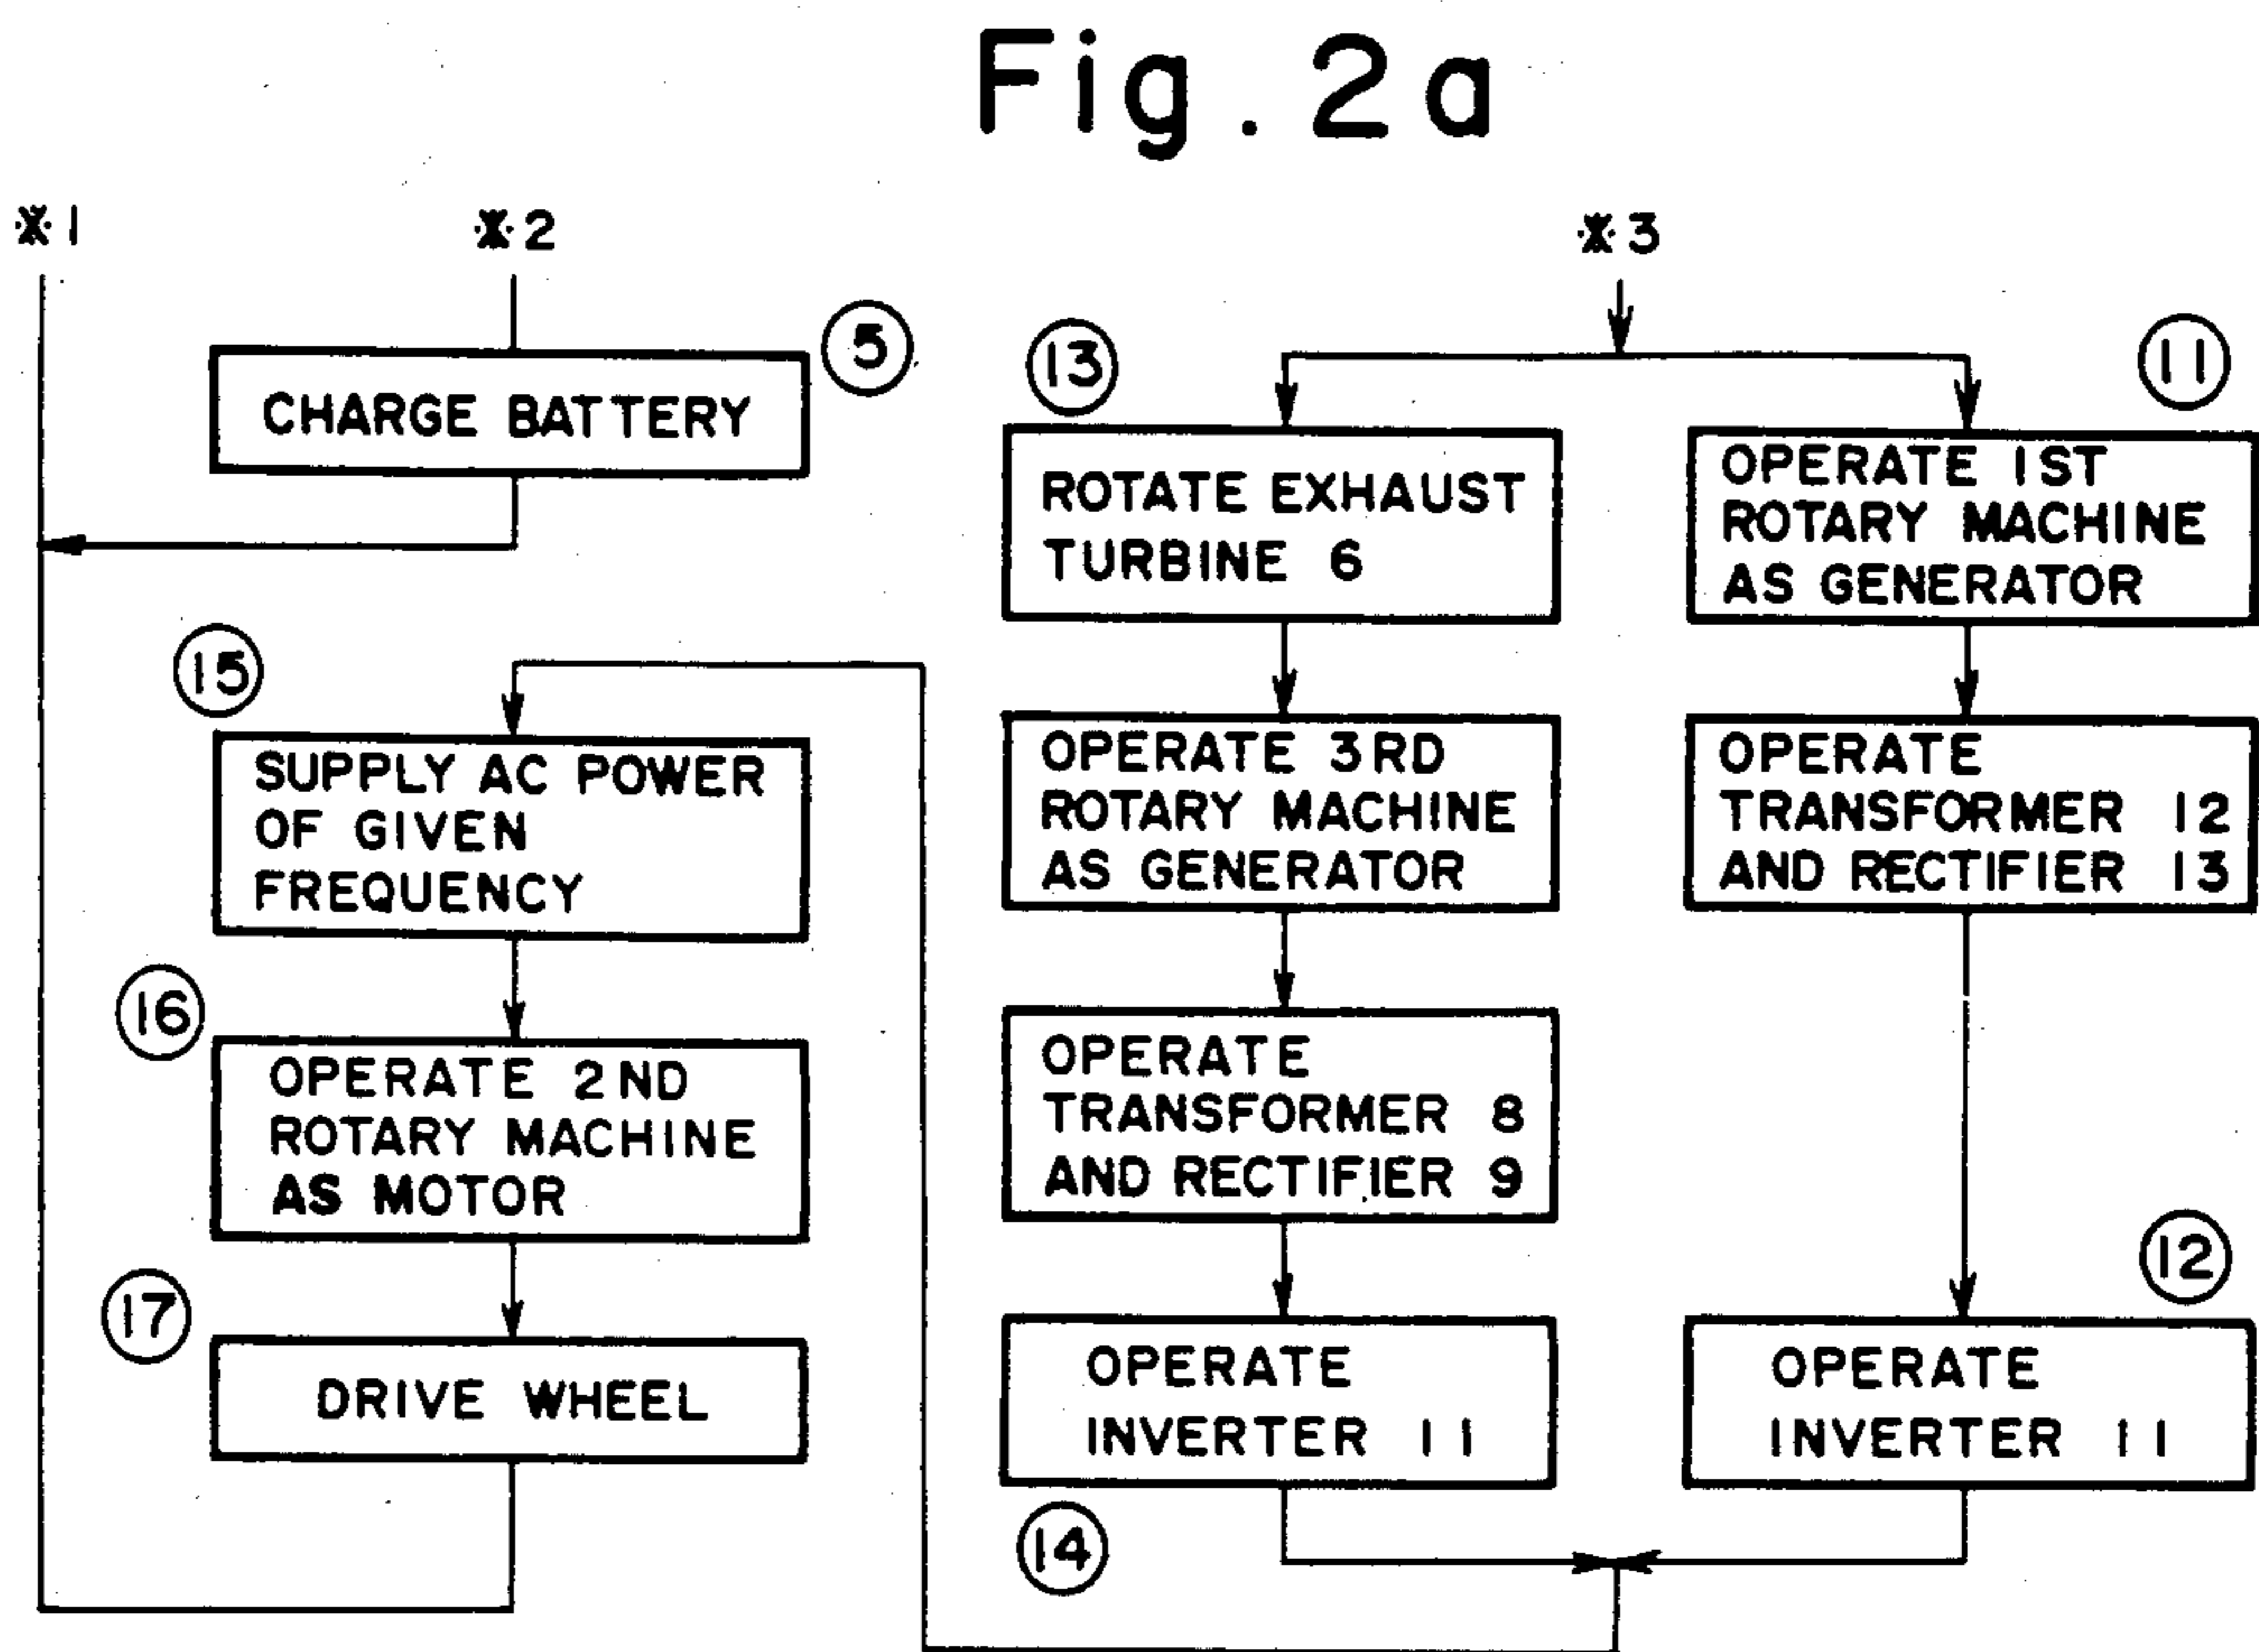 Fig. 2a
※1
※2
※3
5
CHARGE BATTERY
15
SUPPLY AC POWER
OF GIVEN
FREQUENCY
16
OPERATE 2ND
ROTARY MACHINE
AS MOTOR
17
DRIVE WHEEL
13
ROTATE EXHAUST
TURBINE 6
OPERATE 3RD
ROTARY MACHINE
AS GENERATOR
OPERATE
TRANSFORMER 8
AND RECTIFIER 9
OPERATE
INVERTER 11
14
11
OPERATE 1ST
ROTARY MACHINE
AS GENERATOR
OPERATE
TRANSFORMER 12
AND RECTIFIER 13
12
OPERATE
INVERTER 11